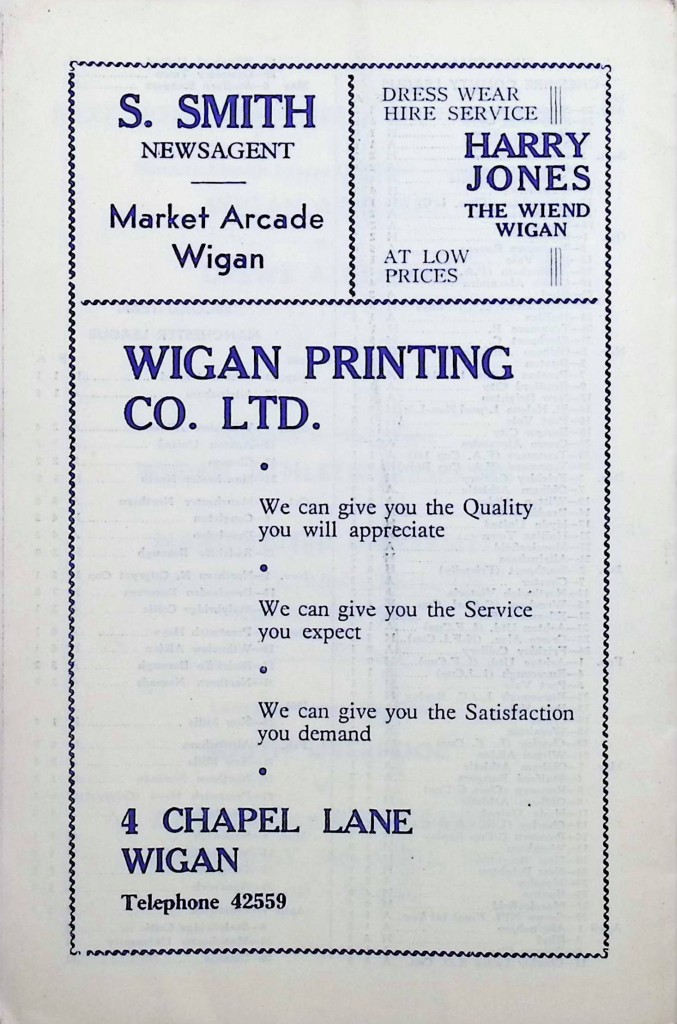 S. SMITH
NEWSAGENT
Market Arcade
Wigan
DRESS WEAR
HIRE SERVICE
HARRY
JONES
THE WIEND
WIGAN
AT LOW
PRICES
WIGAN PRINTING
CO. LTD.
We can give you the Quality
you will appreciate
We can give you the Service
you expect
We can give you the Satisfaction
you demand
4 CHAPEL LANE
WIGAN
Telephone 42559